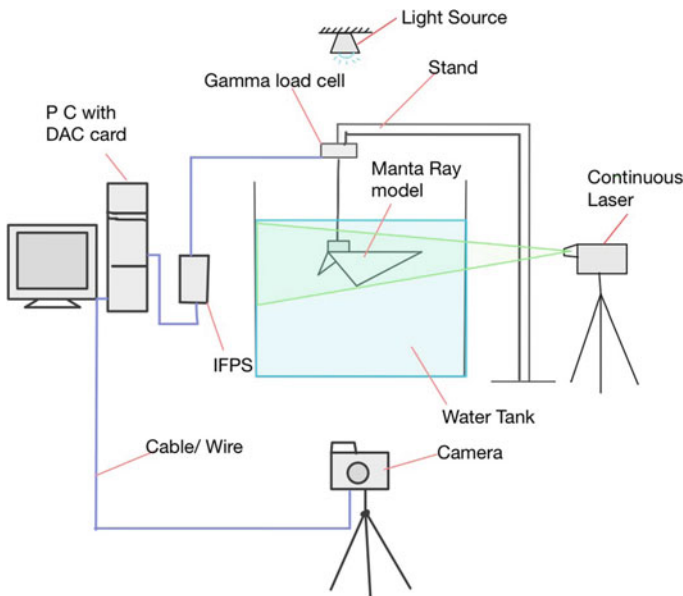 Light Source
Gamma load cell
Stand
P C with
DAC card
Manta Ray
model
Continuous
Laser
IFPS
Water Tank
Cable/ Wire
Camera